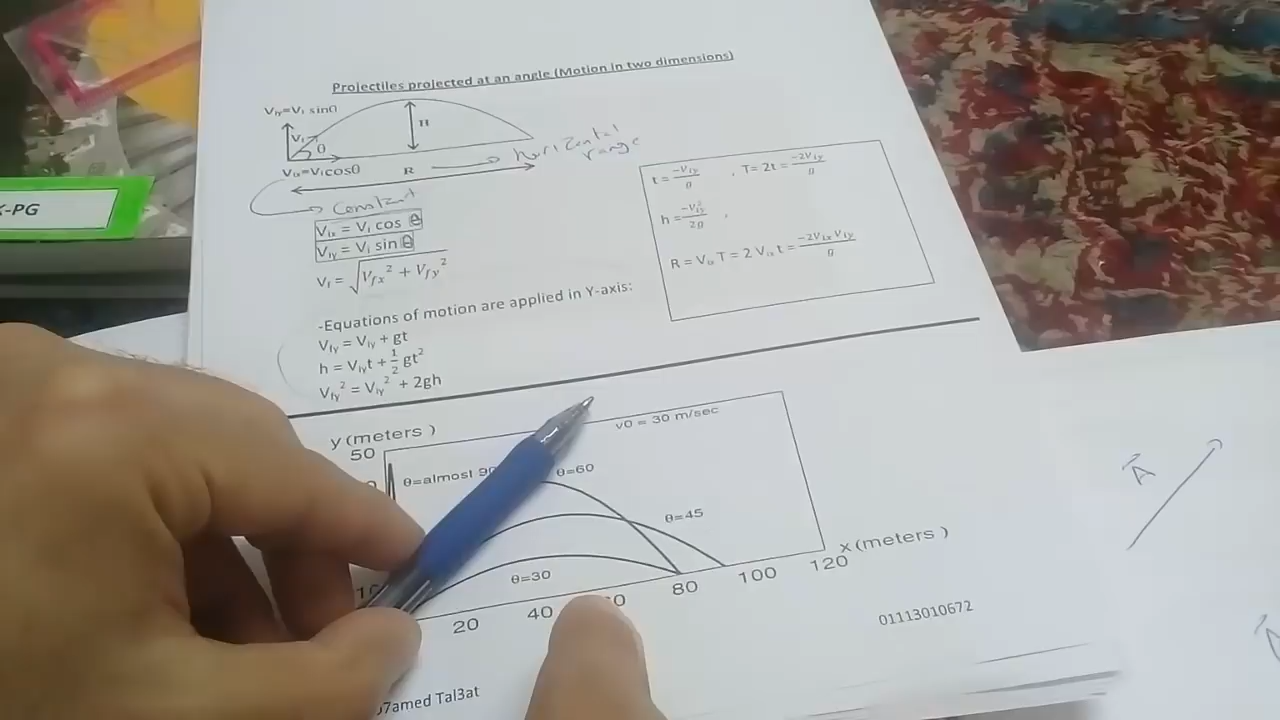 Projectiles projected at an angle (Motion in two dimensions)
Viy=Vi sinθ
Vi
θ
H
Vix=Vicosθ
R
horizontal
range
Constant
Vix = Vi cos θ
Viy = Vi sin θ
Vf = √(Vfx² + Vfy²)
t = -Viy/g , T= 2t = -2Viy/g
h = -Viy²/2g ,
R = Vix T = 2 Vix t = -2Vix Viy/g
-Equations of motion are applied in Y-axis:
Vfy = Viy + gt
h = Viyt + 1/2 gt²
Vfy² = Viy² + 2gh
y (meters )
50
v0 = 30 m/sec
θ=almost
θ=60
θ=45
θ=30
20 40 80 100 120
x (meters )
01113010672
Tal3at
-PG
A